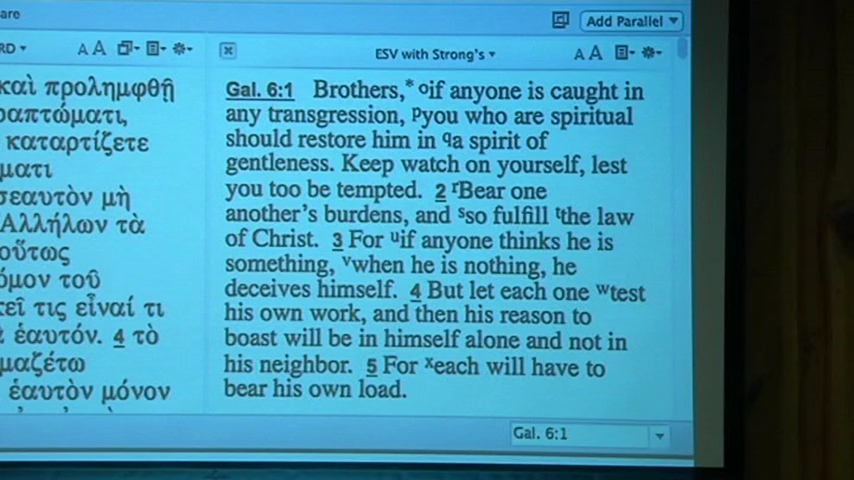 are
Add Parallel
RD
A A
ESV with Strong's
A A
καὶ προλημφθῇ
ραπτώματι,
καταρτίζετε
ματι
σεαυτὸν μὴ
Ἀλλήλων τὰ
οὕτως
όμον τοῦ
εῖ τις εἶναί τι
ἑαυτόν. 4 τὸ
μαζέτω
ἑαυτὸν μόνον
Gal. 6:1 Brothers,* oif anyone is caught in
any transgression, pyou who are spiritual
should restore him in qa spirit of
gentleness. Keep watch on yourself, lest
you too be tempted. 2 rBear one
another's burdens, and sso fulfill tthe law
of Christ. 3 For uif anyone thinks he is
something, vwhen he is nothing, he
deceives himself. 4 But let each one wtest
his own work, and then his reason to
boast will be in himself alone and not in
his neighbor. 5 For xeach will have to
bear his own load.
Gal. 6:1